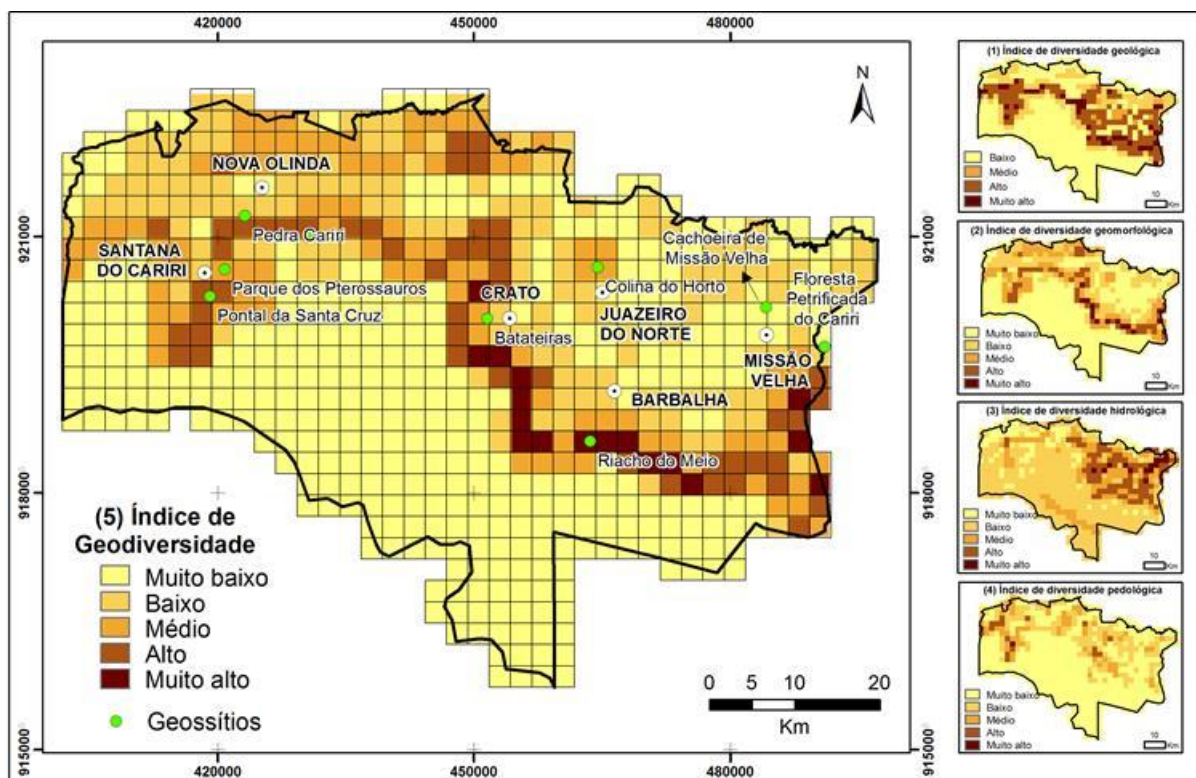 420000
450000
480000
N
NOVA OLINDA
921000
921000
Pedra Cariri
SANTANA
DO CARIRI
Parque dos Pterossauros
Pontal da Santa Cruz
Cachoeira de
Missão Velha
Floresta
Petrificada
do Cariri
Colina do Horto
CRATO
JUAZEIRO
DO NORTE
Batateiras
MISSÃO
VELHA
BARBALHA
Riacho do Meio
918000
918000
(5) Índice de
Geodiversidade
Muito baixo
Baixo
Médio
Alto
Muito alto
Geossítios
0 5 10 20
Km
915000
915000
420000
450000
480000
(1) Índice de diversidade geológica
Baixo
Médio
Alto
Muito alto
10
Km
(2) Índice de diversidade geomorfológica
Muito baixo
Baixo
Médio
Alto
Muito alto
10
Km
(3) Índice de diversidade hidrológica
Muito baixo
Baixo
Médio
Alto
Muito alto
10
Km
(4) Índice de diversidade pedológica
Muito baixo
Baixo
Médio
Alto
Muito alto
10
Km